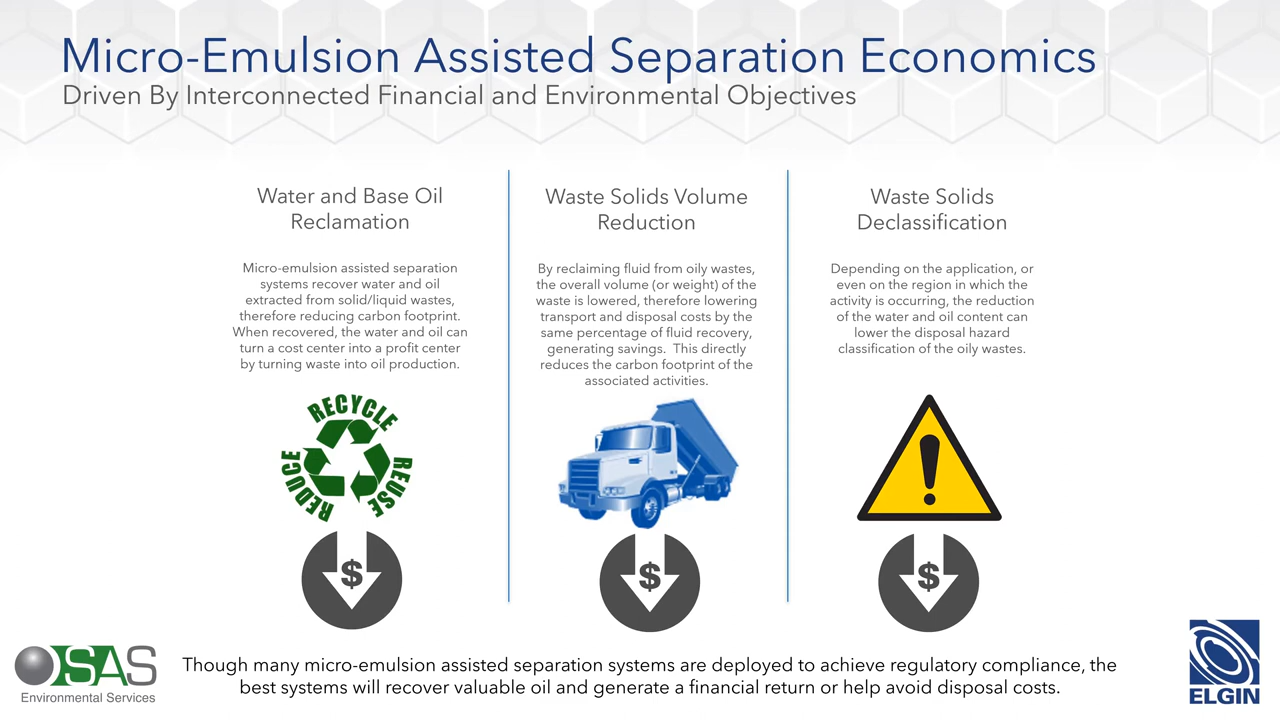 Micro-Emulsion Assisted Separation Economics
Driven By Interconnected Financial and Environmental Objectives
Water and Base Oil
Reclamation
Micro-emulsion assisted separation
systems recover water and oil
extracted from solid/liquid wastes,
therefore reducing carbon footprint.
When recovered, the water and oil can
turn a cost center into a profit center
by turning waste into oil production.
RECYCLE
REUSE
REDUCE
$
Waste Solids Volume
Reduction
By reclaiming fluid from oily wastes,
the overall volume (or weight) of the
waste is lowered, therefore lowering
transport and disposal costs by the
same percentage of fluid recovery,
generating savings.  This directly
reduces the carbon footprint of the
associated activities.
$
Waste Solids
Declassification
Depending on the application, or
even on the region in which the
activity is occurring, the reduction
of the water and oil content can
lower the disposal hazard
classification of the oily wastes.
!
$
SAS
Environmental Services
Though many micro-emulsion assisted separation systems are deployed to achieve regulatory compliance, the
best systems will recover valuable oil and generate a financial return or help avoid disposal costs.
ELGIN